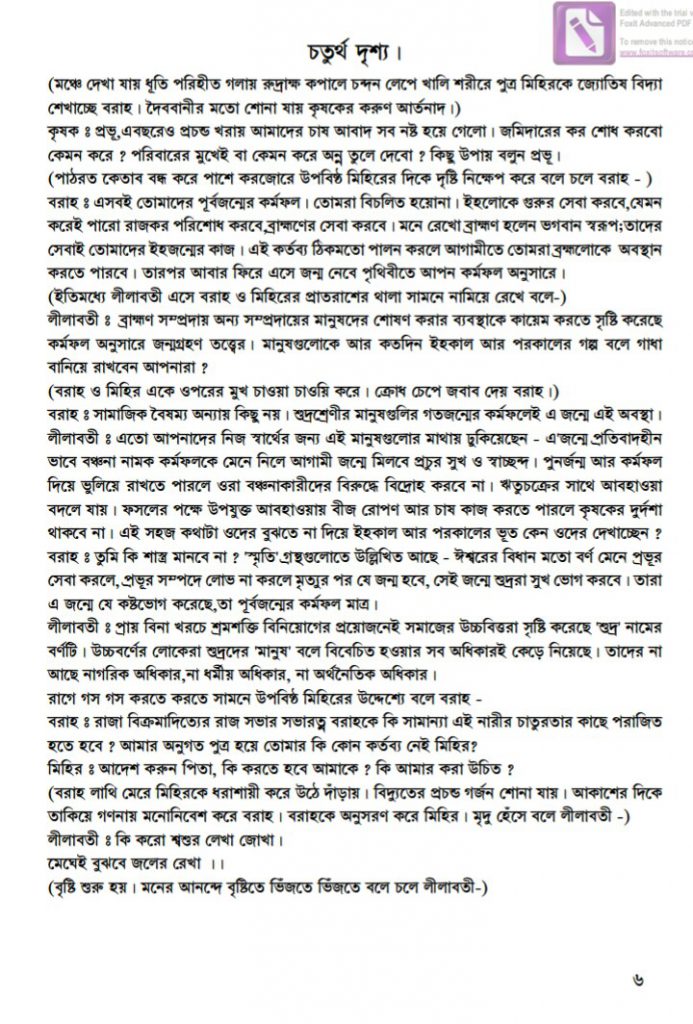 Edited with the trial v
Foxit Advanced PDF
To remove this notic
www.foxitsoftware.c
চতুর্থ দৃশ্য।
(মঞ্চে দেখা যায় ধূতি পরিহীত গলায় রুদ্রাক্ষ কপালে চন্দন লেপে খালি শরীরে পুত্র মিহিরকে জ্যোতিষ বিদ্যা
শেখাচ্ছে বরাহ। দৈববানীর মতো শোনা যায় কৃষকের করুণ আর্তনাদ।)
কৃষক ঃ প্রভূ,এবছরেও প্রচন্ড খরায় আমাদের চাষ আবাদ সব নষ্ট হয়ে গেলো। জমিদারের কর শোধ করবো
কেমন করে ? পরিবারের মুখেই বা কেমন করে অন্ন তুলে দেবো ? কিছু উপায় বলুন প্রভূ।
(পাঠরত কেতাব বন্ধ করে পাশে করজোরে উপবিষ্ঠ মিহিরের দিকে দৃষ্টি নিক্ষেপ করে বলে চলে বরাহ - )
বরাহ ঃ এসবই তোমাদের পূর্বজন্মের কর্মফল। তোমরা বিচলিত হয়োনা। ইহলোকে গুরুর সেবা করবে,যেমন
করেই পারো রাজকর পরিশোধ করবে,ব্রাহ্মণের সেবা করবে। মনে রেখো ব্রাহ্মণ হলেন ভগবান স্বরূপ;তাদের
সেবাই তোমাদের ইহজন্মের কাজ। এই কর্তব্য ঠিকমতো পালন করলে আগামীতে তোমরা ব্রহ্মলোকে অবস্থান
করতে পারবে। তারপর আবার ফিরে এসে জন্ম নেবে পৃথিবীতে আপন কর্মফল অনুসারে।
(ইতিমধ্যে লীলাবতী এসে বরাহ ও মিহিরের প্রাতরাশের থালা সামনে নামিয়ে রেখে বলে-)
লীলাবতী ঃ ব্রাহ্মণ সম্প্রদায় অন্য সম্প্রদায়ের মানুষদের শোষণ করার ব্যবস্থাকে কায়েম করতে সৃষ্টি করেছে
কর্মফল অনুসারে জন্মগ্রহণ তত্ত্বের। মানুষগুলোকে আর কতদিন ইহকাল আর পরকালের গল্প বলে গাধা
বানিয়ে রাখবেন আপনারা ?
(বরাহ ও মিহির একে ওপরের মুখ চাওয়া চাওয়ি করে। ক্রোধ চেপে জবাব দেয় বরাহ।)
বরাহ ঃ সামাজিক বৈষম্য অন্যায় কিছু নয়। শুদ্রশ্রেণীর মানুষগুলির গতজন্মের কর্মফলেই এ জন্মে এই অবস্থা।
লীলাবতী ঃ এতো আপনাদের নিজ স্বার্থের জন্য এই মানুষগুলোর মাথায় ঢুকিয়েছেন - এ'জন্মে প্রতিবাদহীন
ভাবে বঞ্চনা নামক কর্মফলকে মেনে নিলে আগামী জন্মে মিলবে প্রচুর সুখ ও স্বাচ্ছন্দ। পুনর্জন্ম আর কর্মফল
দিয়ে ভুলিয়ে রাখতে পারলে ওরা বঞ্চনাকারীদের বিরুদ্ধে বিদ্রোহ করবে না। ঋতুচক্রের সাথে আবহাওয়া
বদলে যায়। ফসলের পক্ষে উপযুক্ত আবহাওয়ায় বীজ রোপণ আর চাষ কাজ করতে পারলে কৃষকের দুর্দশা
থাকবে না। এই সহজ কথাটা ওদের বুঝতে না দিয়ে ইহকাল আর পরকালের ভূত কেন ওদের দেখাচ্ছেন ?
বরাহ ঃ তুমি কি শাস্ত্র মানবে না ? 'স্মৃতি'গ্রন্থগুলোতে উল্লিখিত আছে - ঈশ্বরের বিধান মতো বর্ণ মেনে প্রভূর
সেবা করলে,প্রভূর সম্পদে লোভ না করলে মৃত্যুর পর যে জন্ম হবে, সেই জন্মে শুদ্ররা সুখ ভোগ করবে। তারা
এ জন্মে যে কষ্টভোগ করেছে,তা পূর্বজন্মের কর্মফল মাত্র।
লীলাবতী ঃ প্রায় বিনা খরচে শ্রমশক্তি বিনিয়োগের প্রয়োজনেই সমাজের উচ্চবিত্তরা সৃষ্টি করেছে 'শুদ্র' নামের
বর্ণটি। উচ্চবর্ণের লোকেরা শুদ্রদের 'মানুষ' বলে বিবেচিত হওয়ার সব অধিকারই কেড়ে নিয়েছে। তাদের না
আছে নাগরিক অধিকার,না ধর্মীয় অধিকার, না অর্থনৈতিক অধিকার।
রাগে গস গস করতে করতে সামনে উপবিষ্ঠ মিহিরের উদ্দেশ্যে বলে বরাহ -
বরাহ ঃ রাজা বিক্রমাদিত্যের রাজ সভার সভারত্ন বরাহকে কি সামান্যা এই নারীর চাতুরতার কাছে পরাজিত
হতে হবে ? আমার অনুগত পুত্র হয়ে তোমার কি কোন কর্তব্য নেই মিহির?
মিহির ঃ আদেশ করুন পিতা, কি করতে হবে আমাকে ? কি আমার করা উচিত ?
(বরাহ লাথি মেরে মিহিরকে ধরাশায়ী করে উঠে দাঁড়ায়। বিদ্যুতের প্রচন্ড গর্জন শোনা যায়। আকাশের দিকে
তাকিয়ে গণনায় মনোনিবেশ করে বরাহ। বরাহকে অনুসরণ করে মিহির। মৃদু হেঁসে বলে লীলাবতী -)
লীলাবতী ঃ কি করো শ্বশুর লেখা জোখা।
মেঘেই বুঝবে জলের রেখা ।।
(বৃষ্টি শুরু হয়। মনের আনন্দে বৃষ্টিতে ভিঁজতে ভিঁজতে বলে চলে লীলাবতী-)
৬